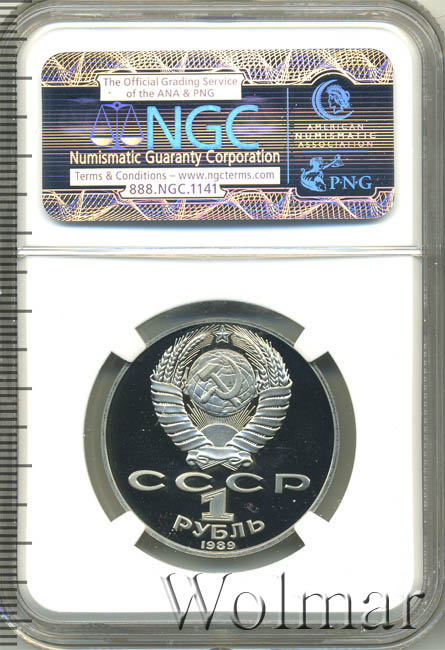 The Official Grading Service
of the ANA & PNG
NGC
Numismatic Guaranty Corporation
Terms & Conditions – www.ngcterms.com
888.NGC.1141
AMERICAN
NUMISMATIC
ASSOCIATION
PNG
СССР
1
РУБЛЬ
1989
Wolmar